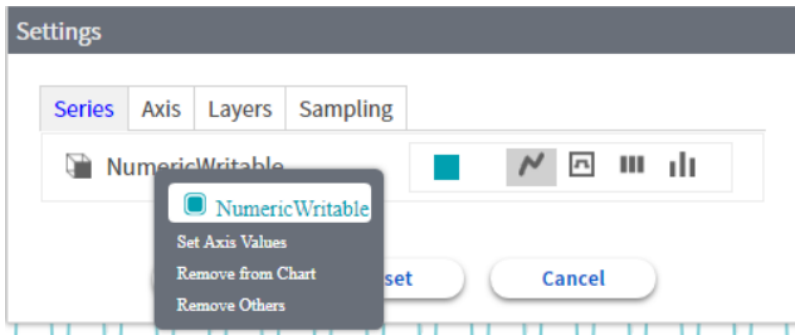 Settings
Series Axis Layers Sampling
NumericWritable
NumericWritable
Set Axis Values
Remove from Chart
Remove Others
set Cancel